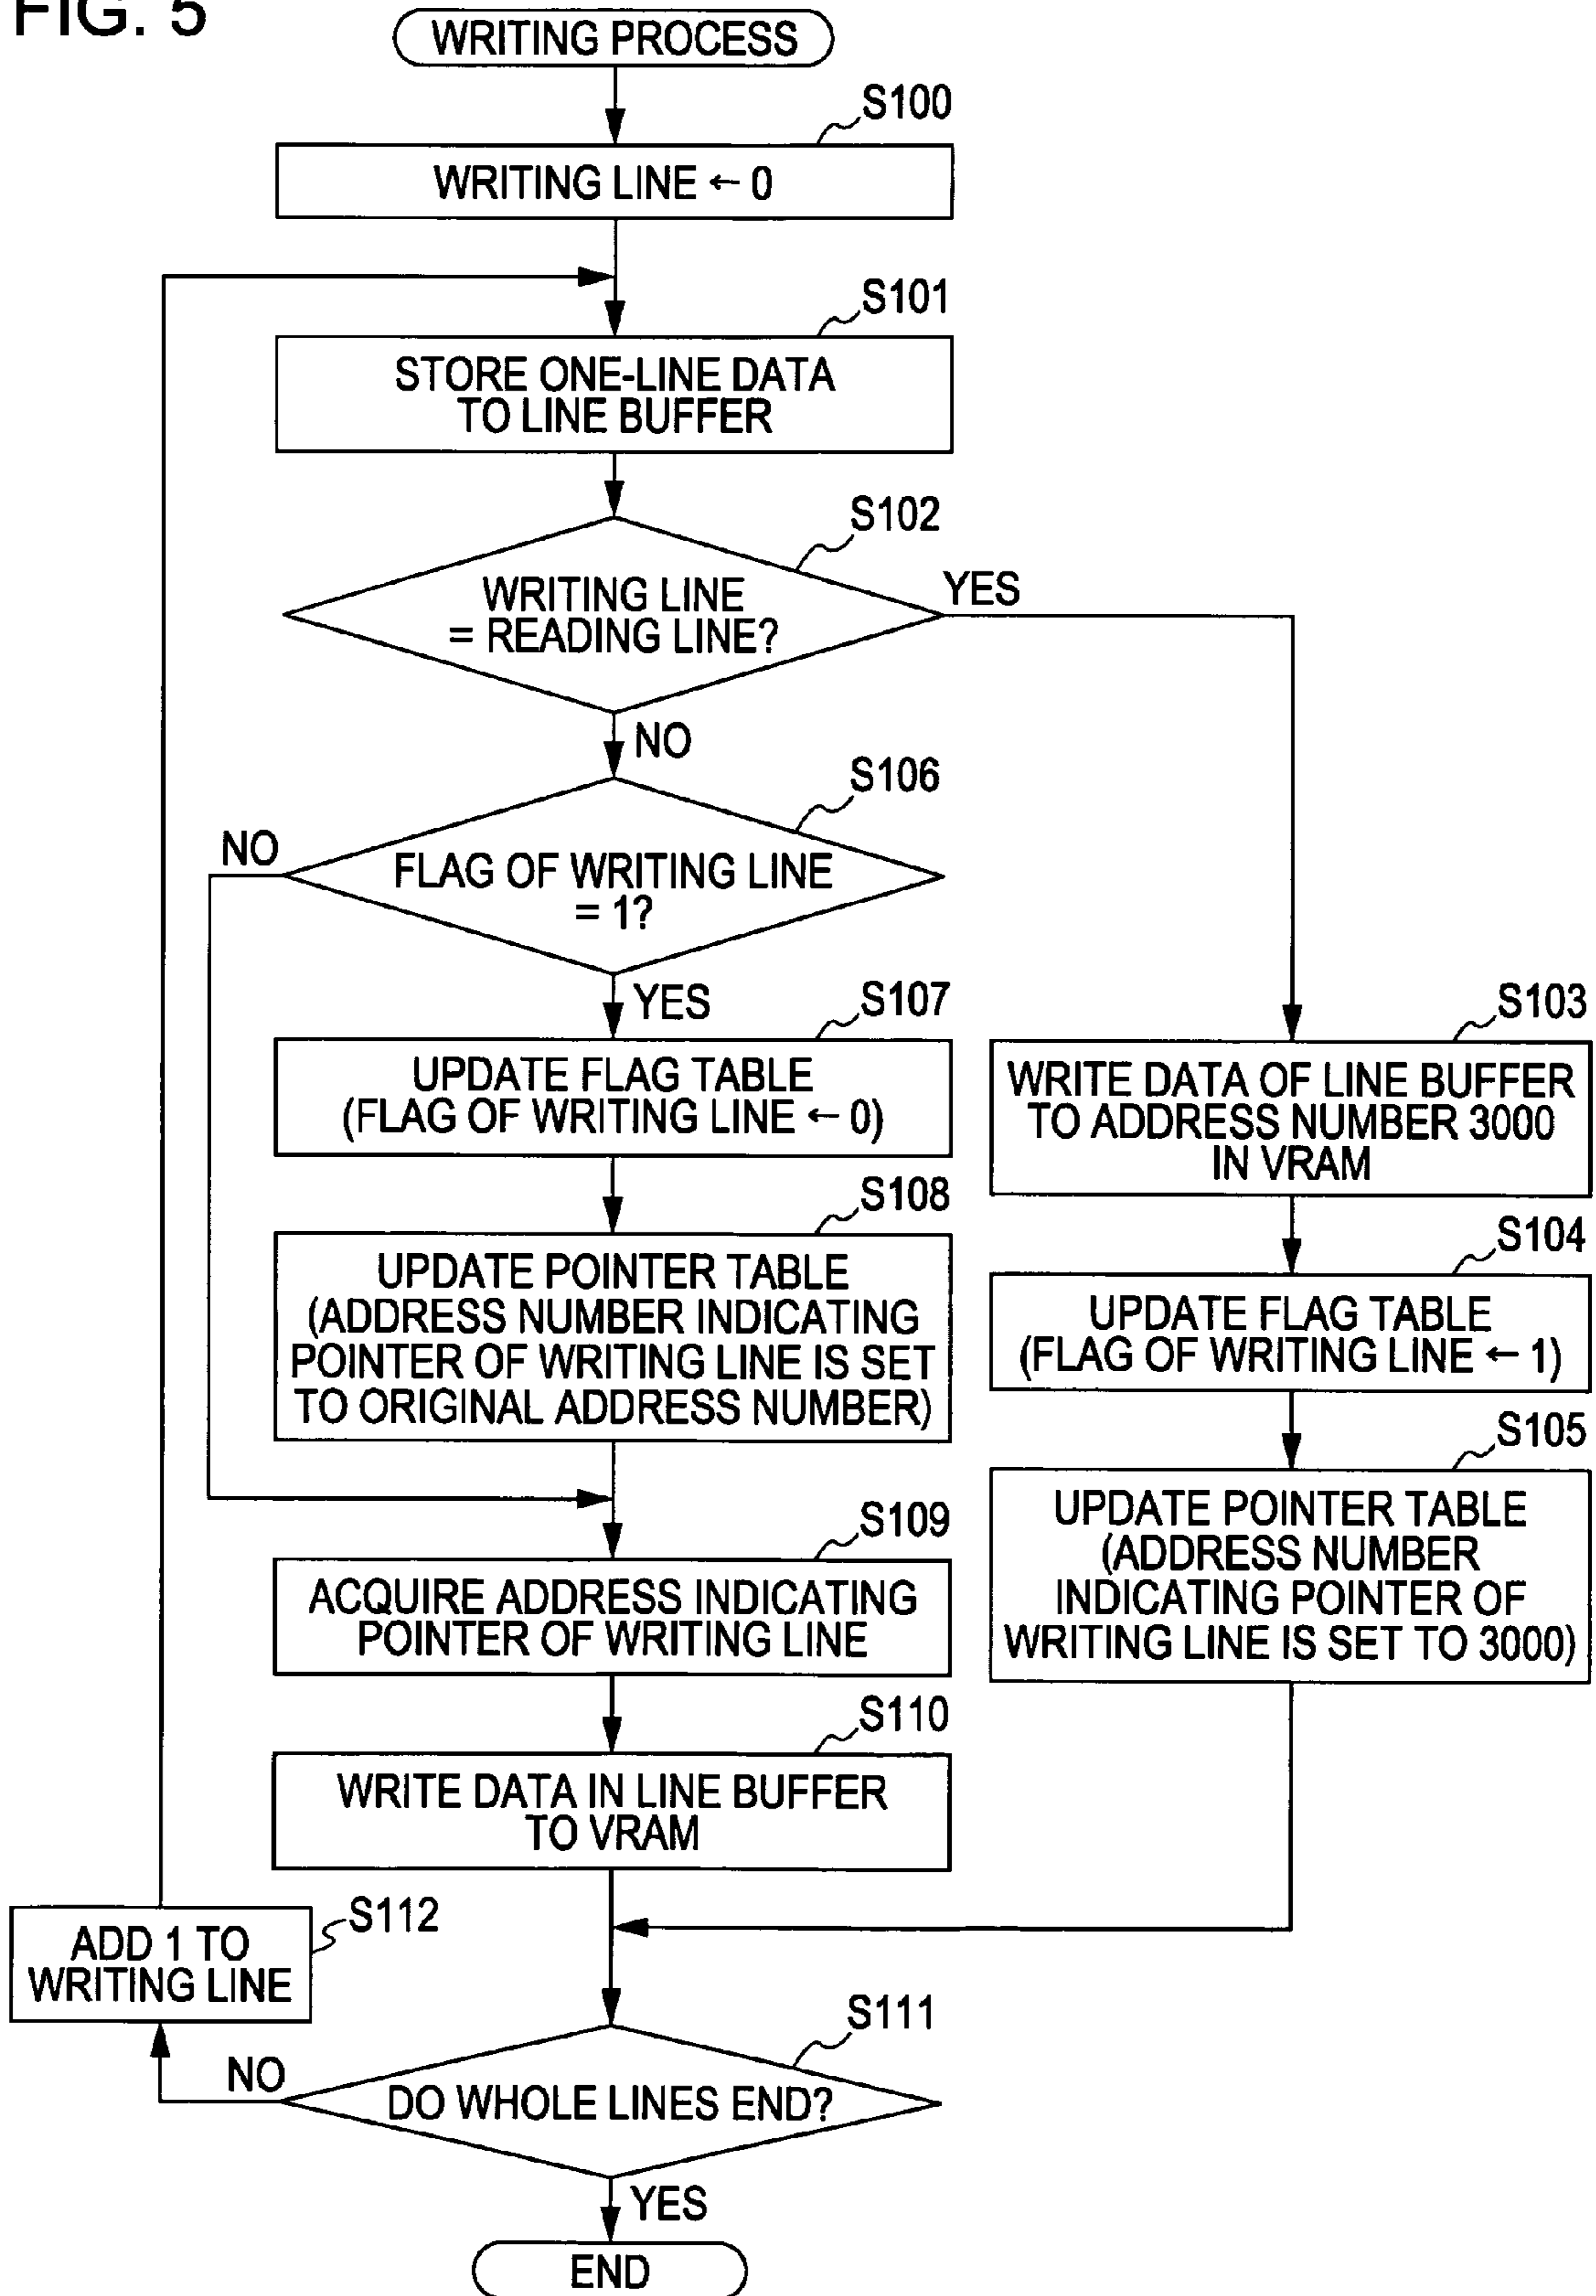 FIG. 5
WRITING PROCESS
S100
WRITING LINE ← 0
S101
STORE ONE-LINE DATA
TO LINE BUFFER
S102
WRITING LINE
= READING LINE?
YES
NO
S106
FLAG OF WRITING LINE
= 1?
NO
YES
S107
UPDATE FLAG TABLE
(FLAG OF WRITING LINE ← 0)
S108
UPDATE POINTER TABLE
(ADDRESS NUMBER INDICATING
POINTER OF WRITING LINE IS SET
TO ORIGINAL ADDRESS NUMBER)
S103
WRITE DATA OF LINE BUFFER
TO ADDRESS NUMBER 3000
IN VRAM
S104
UPDATE FLAG TABLE
(FLAG OF WRITING LINE ← 1)
S105
UPDATE POINTER TABLE
(ADDRESS NUMBER
INDICATING POINTER OF
WRITING LINE IS SET TO 3000)
S109
ACQUIRE ADDRESS INDICATING
POINTER OF WRITING LINE
S110
WRITE DATA IN LINE BUFFER
TO VRAM
S112
ADD 1 TO
WRITING LINE
S111
DO WHOLE LINES END?
NO
YES
END